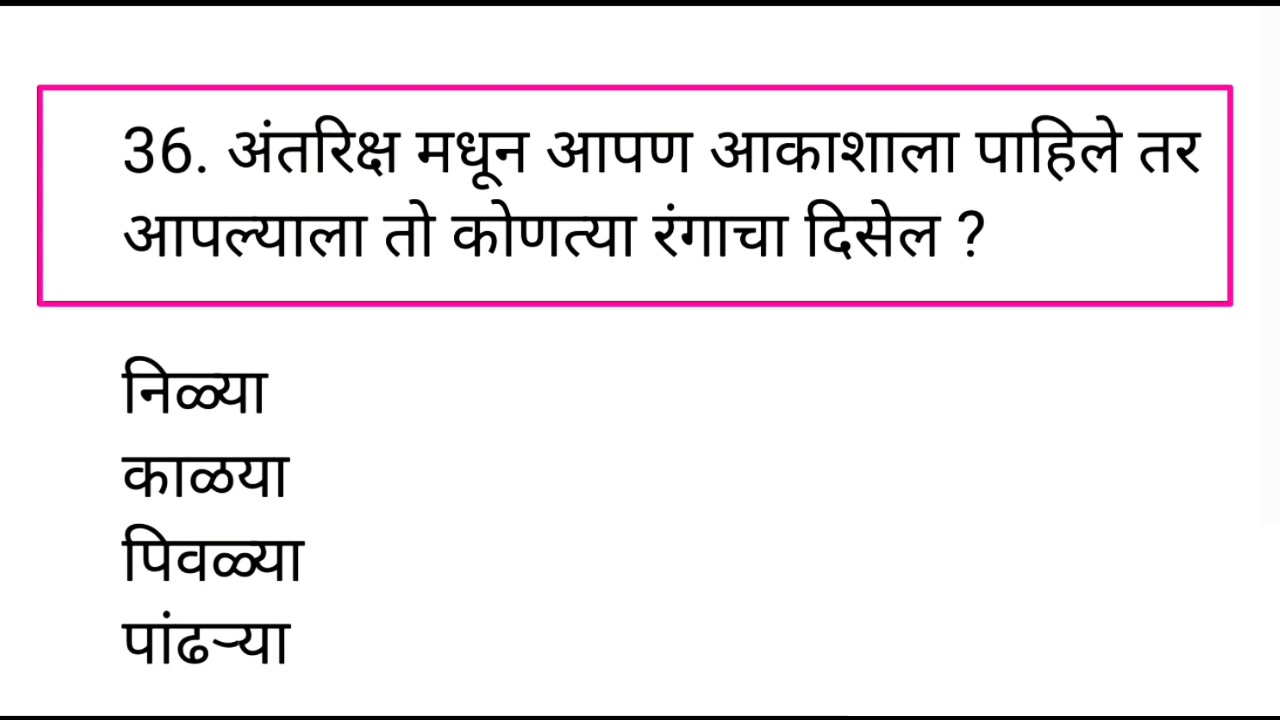 36. अंतरिक्ष मधून आपण आकाशाला पाहिले तर
आपल्याला तो कोणत्या रंगाचा दिसेल ?
निळ्या
काळया
पिवळ्या
पांढऱ्या